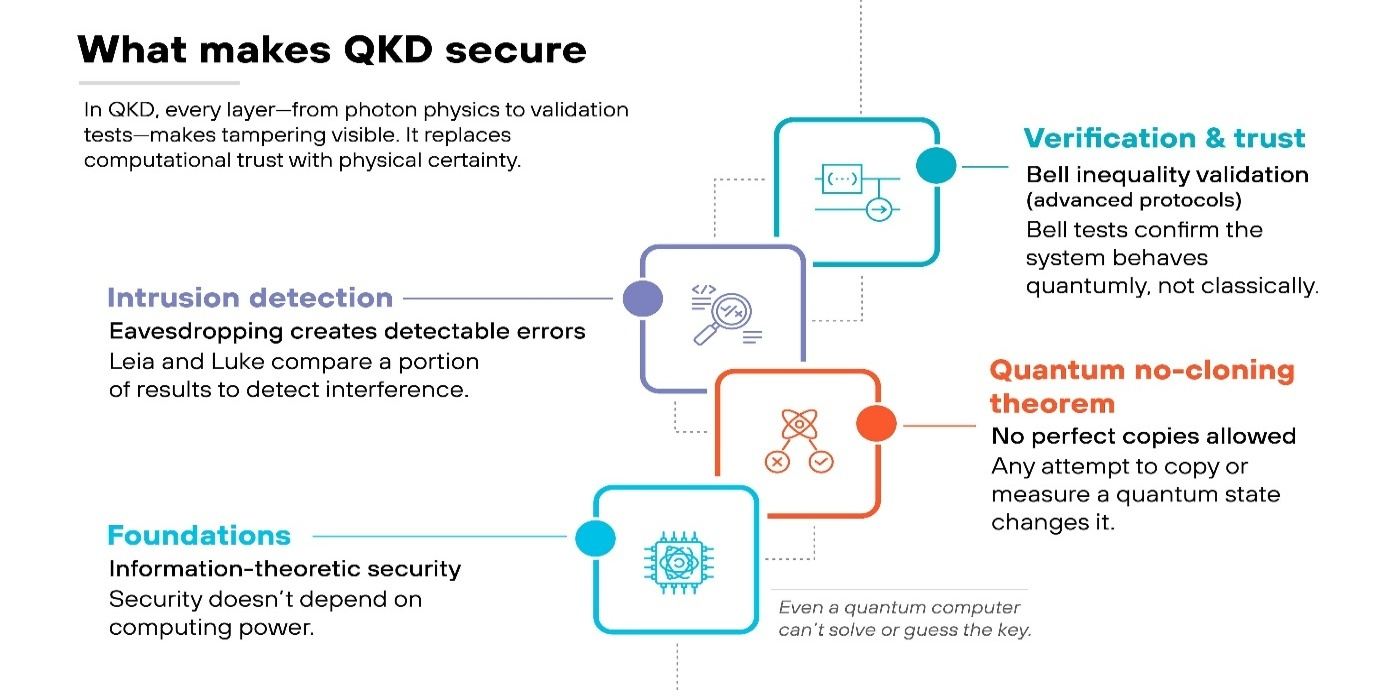 What makes QKD secure
In QKD, every layer—from photon physics to validation
tests—makes tampering visible. It replaces
computational trust with physical certainty.
Verification & trust
Bell inequality validation
(advanced protocols)
Bell tests confirm the
system behaves
quantumly, not classically.
Intrusion detection
Eavesdropping creates detectable errors
Leia and Luke compare a portion
of results to detect interference.
Quantum no-cloning
theorem
No perfect copies allowed
Any attempt to copy or
measure a quantum state
changes it.
Foundations
Information-theoretic security
Security doesn't depend on
computing power.
Even a quantum computer
can't solve or guess the key.